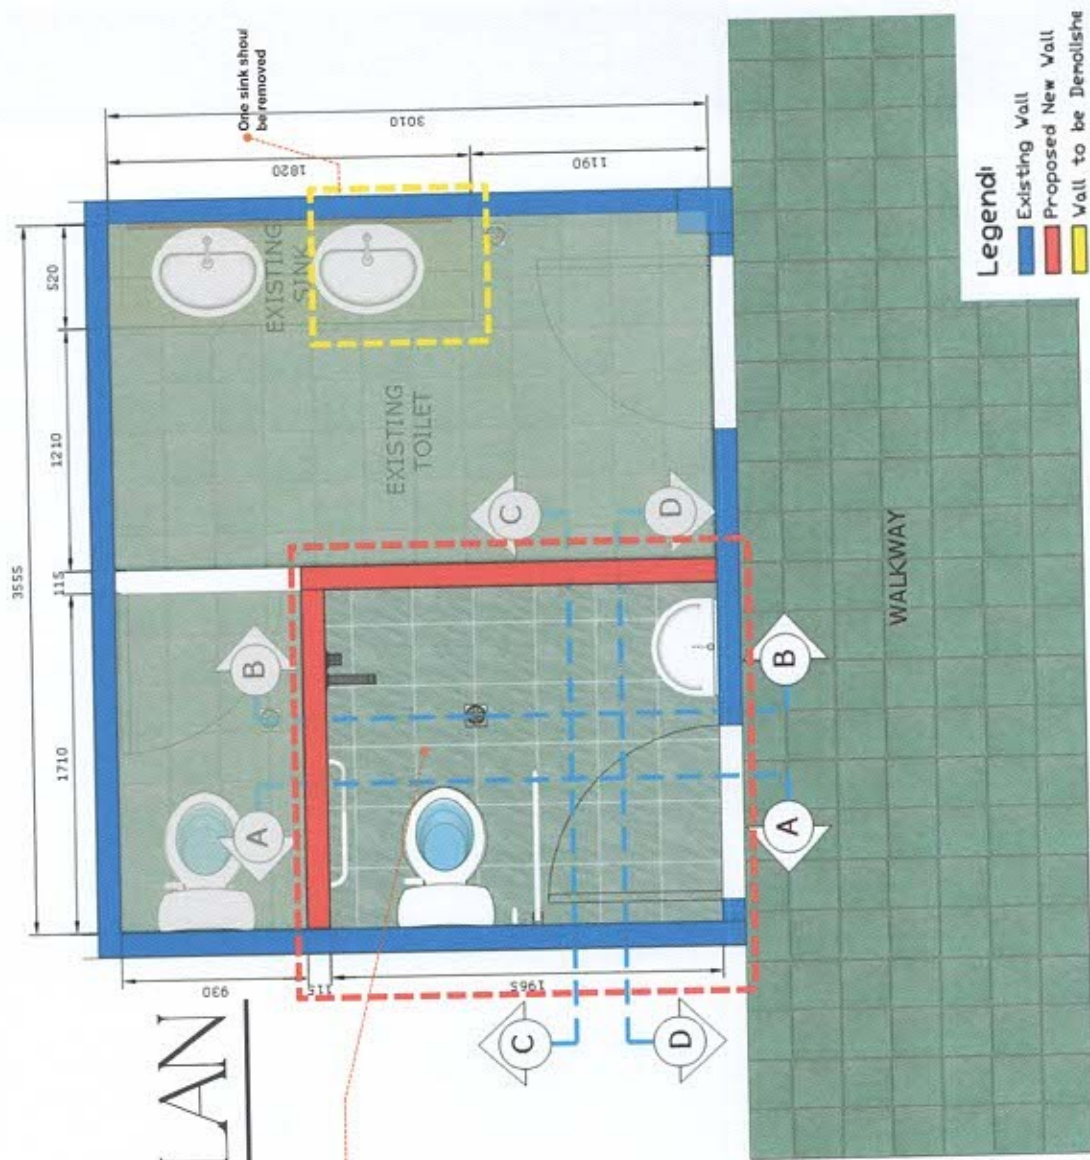 LAN
3555
520
1210
115
1710
One sink shoul
be removed
3010
1820
1190
EXISTING
SINK
EXISTING
TOILET
C
D
B
B
A
A
930
115
1965
C
D
WALKWAY
Legend:
Existing Wall
Proposed New Wall
Wall to be Demolishe